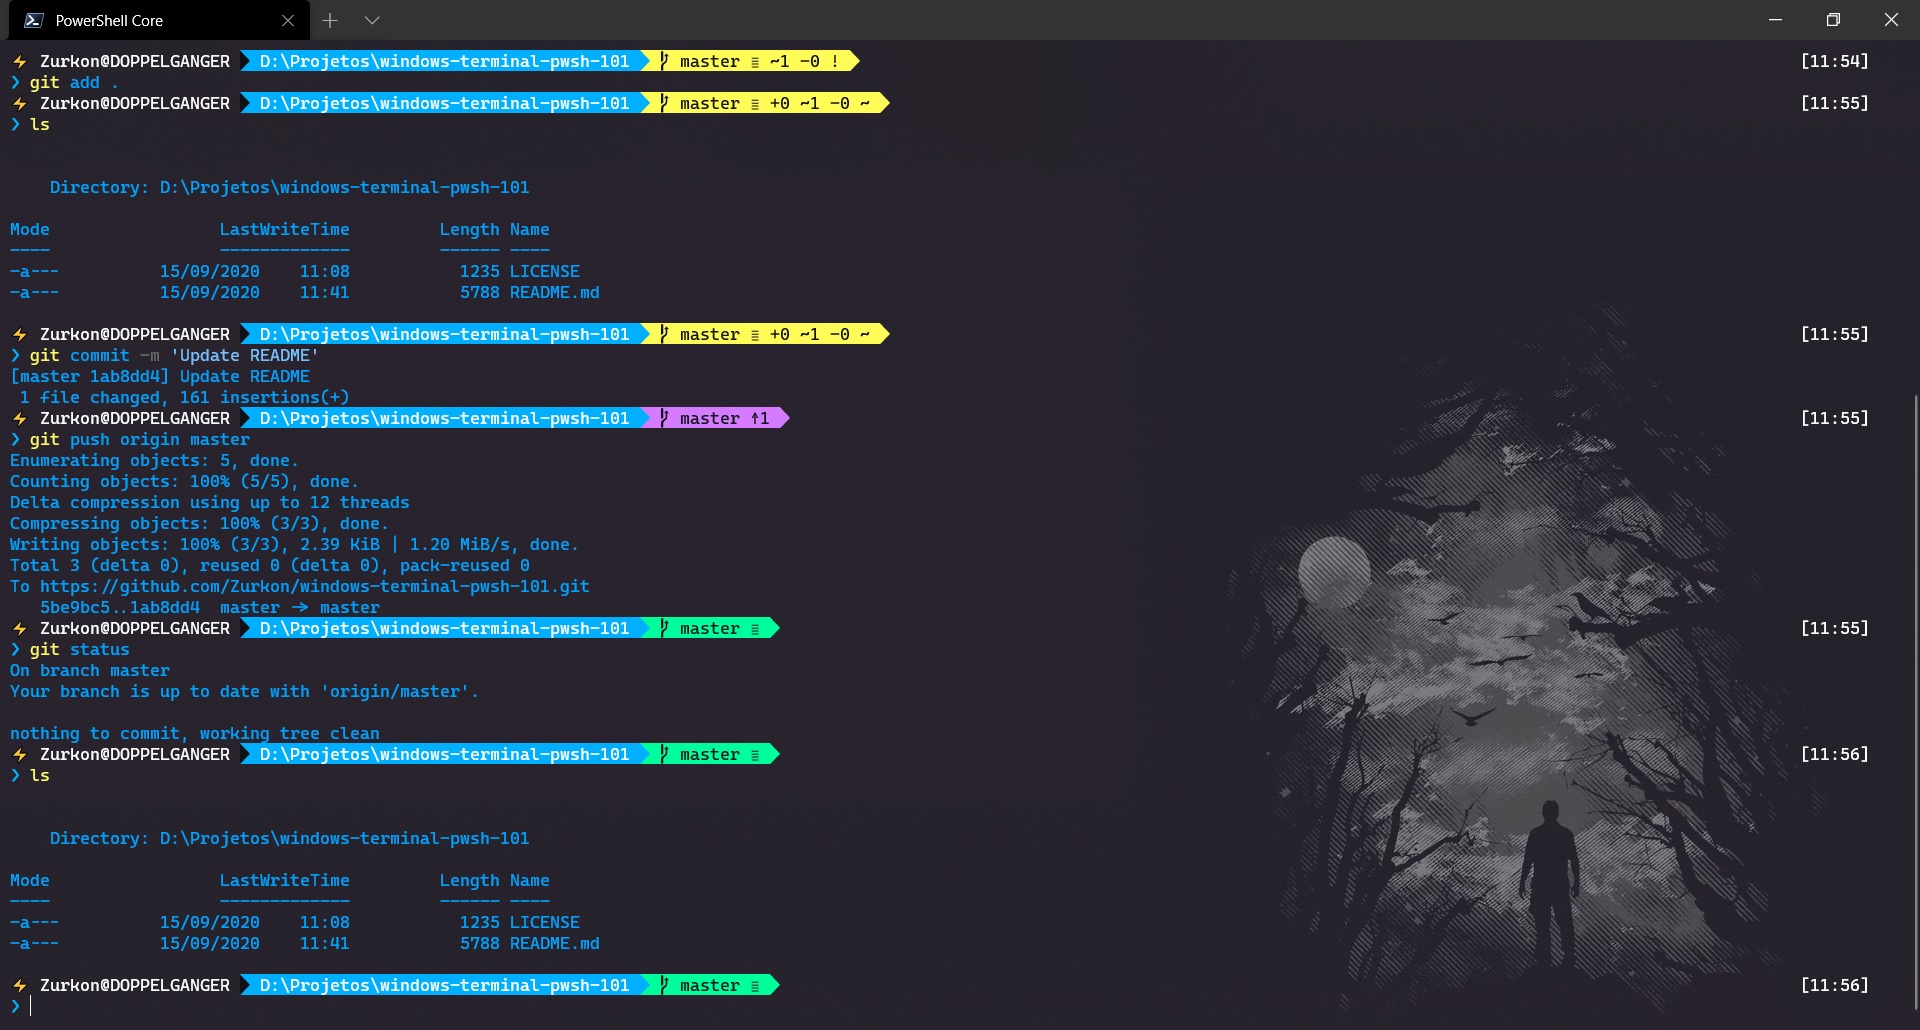 PowerShell Core
⚡ Zurkon@DOPPELGANGER D:\Projetos\windows-terminal-pwsh-101 master ≡ ~1 -0 ! [11:54]
❯ git add .
⚡ Zurkon@DOPPELGANGER D:\Projetos\windows-terminal-pwsh-101 master ≡ +0 ~1 -0 ~ [11:55]
❯ ls
Directory: D:\Projetos\windows-terminal-pwsh-101
Mode LastWriteTime Length Name
---- ------------- ------ ----
-a--- 15/09/2020 11:08 1235 LICENSE
-a--- 15/09/2020 11:41 5788 README.md
⚡ Zurkon@DOPPELGANGER D:\Projetos\windows-terminal-pwsh-101 master ≡ +0 ~1 -0 ~ [11:55]
❯ git commit -m 'Update README'
[master 1ab8dd4] Update README
1 file changed, 161 insertions(+)
⚡ Zurkon@DOPPELGANGER D:\Projetos\windows-terminal-pwsh-101 master ↑1 [11:55]
❯ git push origin master
Enumerating objects: 5, done.
Counting objects: 100% (5/5), done.
Delta compression using up to 12 threads
Compressing objects: 100% (3/3), done.
Writing objects: 100% (3/3), 2.39 KiB | 1.20 MiB/s, done.
Total 3 (delta 0), reused 0 (delta 0), pack-reused 0
To https://github.com/Zurkon/windows-terminal-pwsh-101.git
5be9bc5..1ab8dd4 master -> master
⚡ Zurkon@DOPPELGANGER D:\Projetos\windows-terminal-pwsh-101 master ≡ [11:55]
❯ git status
On branch master
Your branch is up to date with 'origin/master'.
nothing to commit, working tree clean
⚡ Zurkon@DOPPELGANGER D:\Projetos\windows-terminal-pwsh-101 master ≡ [11:56]
❯ ls
Directory: D:\Projetos\windows-terminal-pwsh-101
Mode LastWriteTime Length Name
---- ------------- ------ ----
-a--- 15/09/2020 11:08 1235 LICENSE
-a--- 15/09/2020 11:41 5788 README.md
⚡ Zurkon@DOPPELGANGER D:\Projetos\windows-terminal-pwsh-101 master ≡ [11:56]
❯